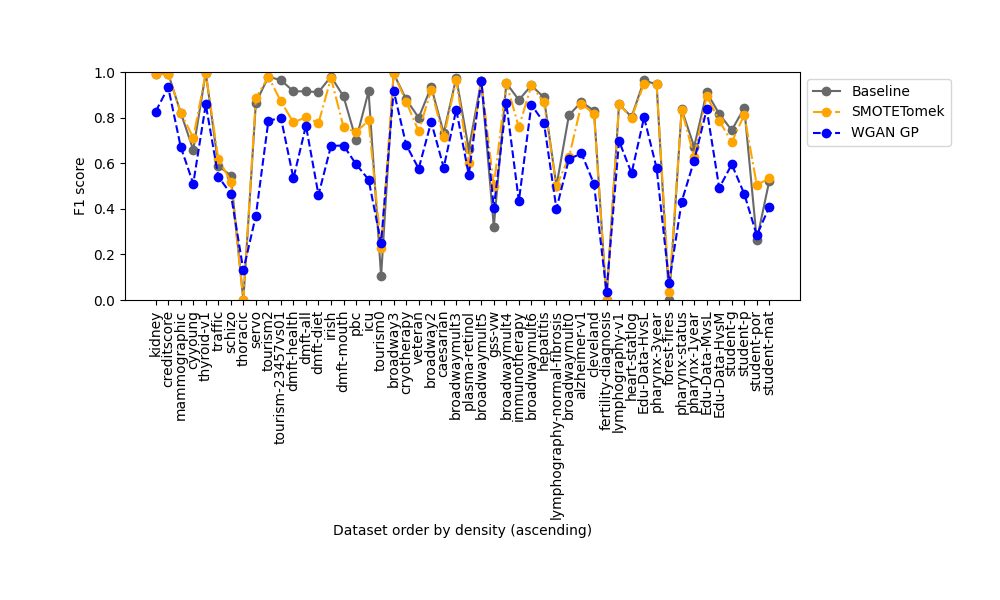 Baseline
SMOTETomek
WGAN GP
F1 score
1.0
0.8
0.6
0.4
0.2
0.0
kidney
creditscore
mammographic
cyyoung
thyroid-v1
traffic
schizo
thoracic
servo
tourism2
tourism-23457vs01
dmft-health
dmft-all
dmft-diet
irish
dmft-mouth
pbc
icu
tourism0
broadway3
cryotherapy
veteran
broadway2
caesarian
broadwaymult3
plasma-retinol
broadwaymult5
gss-vw
broadwaymult4
immunotherapy
broadwaymult6
hepatitis
lymphography-normal-fibrosis
broadwaymult0
alzhlmer-v1
cleveland
fertility-diagnosis
lymphography-v1
heart-statlog
Edu-Data-HvsL
pharynx-3year
forest-fires
pharynx-status
pharynx-1year
Edu-Data-MvsL
Edu-Data-HvsM
student-g
student-p
student-por
student-mat
Dataset order by density (ascending)